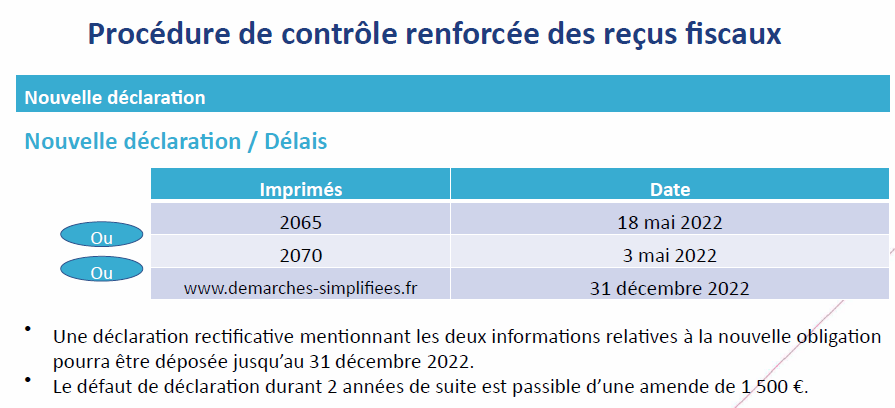 Procédure de contrôle renforcée des reçus fiscaux
Nouvelle déclaration
Nouvelle déclaration / Délais
Imprimés Date
2065 18 mai 2022
Ou
2070 3 mai 2022
Ou
www.demarches-simplifiees.fr 31 décembre 2022
• Une déclaration rectificative mentionnant les deux informations relatives à la nouvelle obligation
pourra être déposée jusqu’au 31 décembre 2022.
• Le défaut de déclaration durant 2 années de suite est passible d’une amende de 1 500 €.